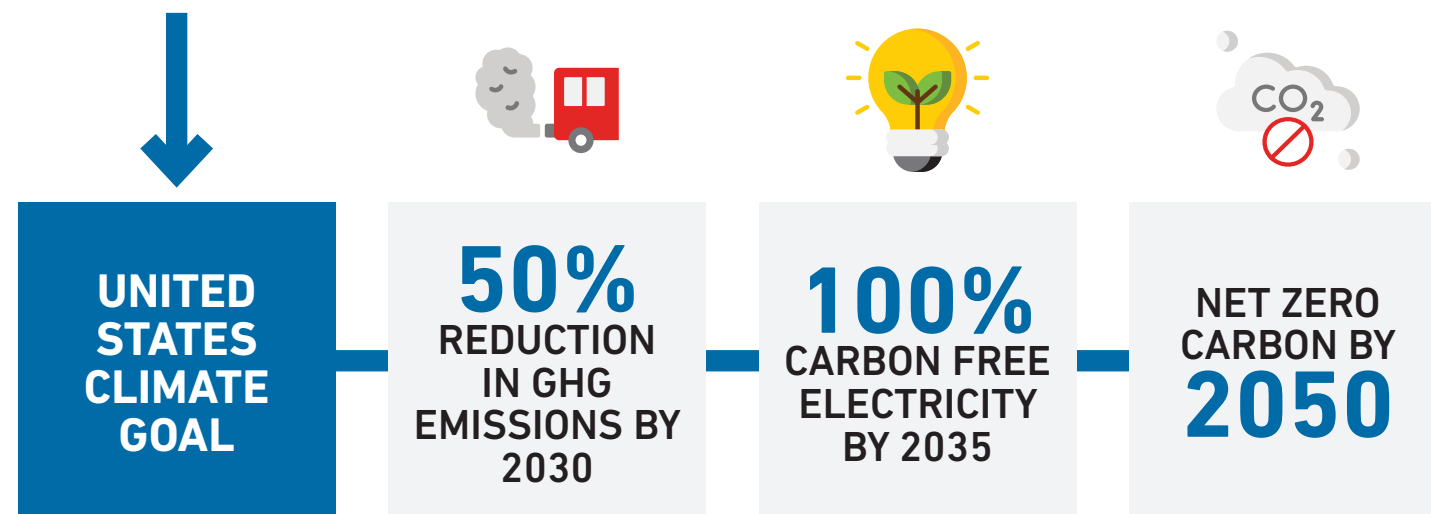 CO₂
UNITED
STATES
CLIMATE
GOAL
50%
REDUCTION
IN GHG
EMISSIONS BY
2030
100%
CARBON FREE
ELECTRICITY
BY 2035
NET ZERO
CARBON BY
2050